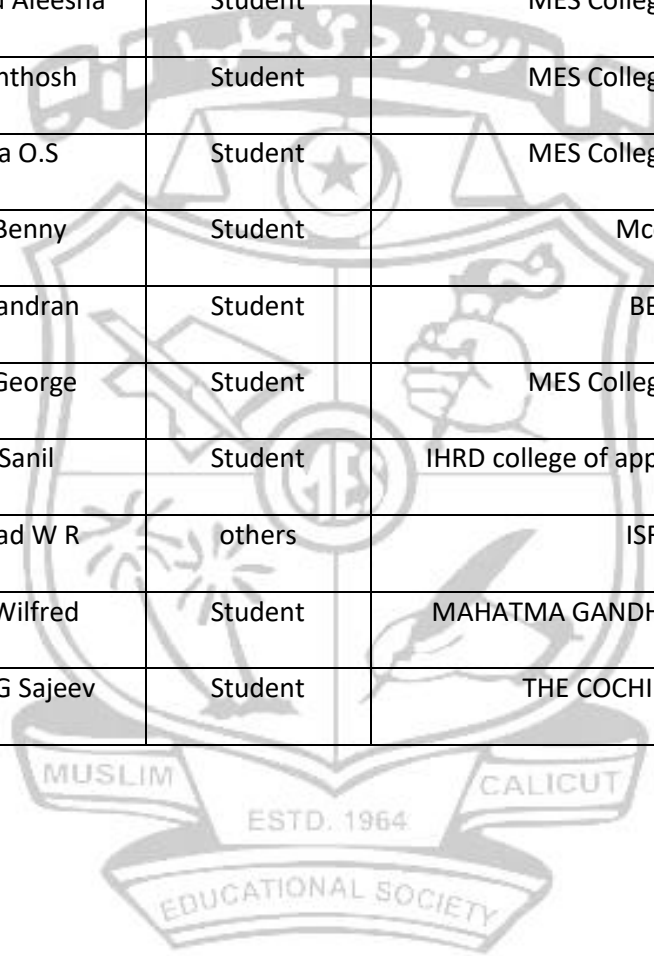 Aleesha Student MES Colleg
nthosh Student MES Colleg
a O.S Student MES Colleg
Benny Student Mc
andran Student BE
George Student MES Colleg
Sanil Student IHRD college of app
ad W R others IS
Wilfred Student MAHATMA GANDH
G Sajeev Student THE COCHI
MES
MUSLIM CALICUT
ESTD. 1964
EDUCATIONAL SOCIETY